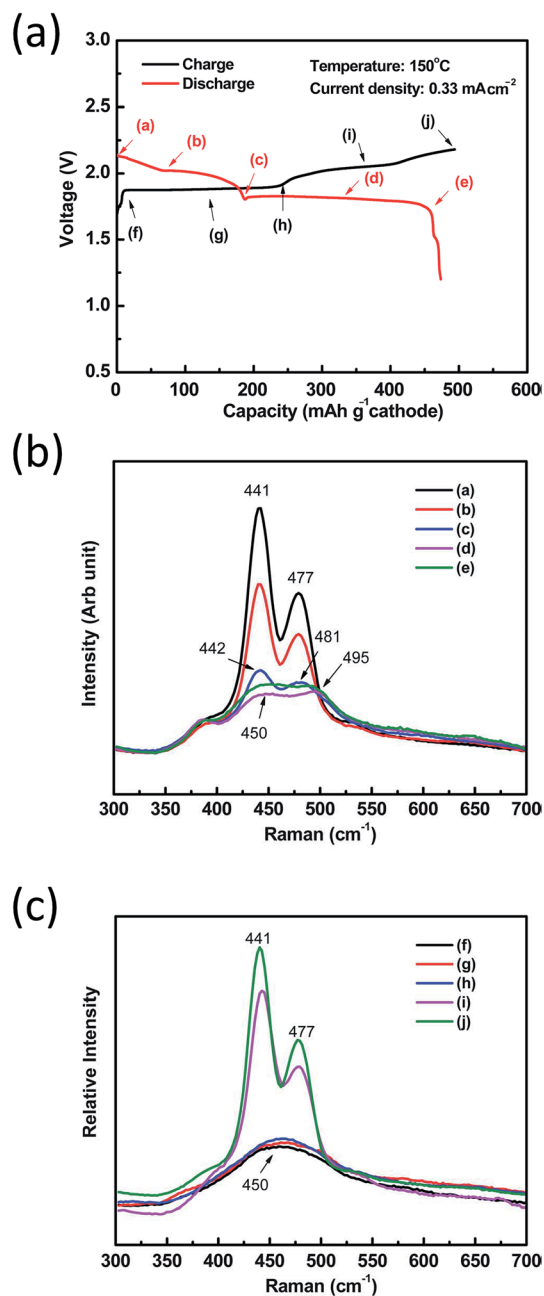 (a)
3.0
2.5
2.0
1.5
1.0
0.5
Voltage (V)
Charge
Discharge
Temperature: 150°C
Current density: 0.33 mAcm⁻²
(a)
(b)
(c)
(d)
(e)
(f)
(g)
(h)
(i)
(j)
0 100 200 300 400 500 600
Capacity (mAh g⁻¹cathode)
(b)
Intensity (Arb unit)
441
477
442
481
495
450
(a)
(b)
(c)
(d)
(e)
300 350 400 450 500 550 600 650 700
Raman (cm⁻¹)
(c)
Relative Intensity
441
477
450
(f)
(g)
(h)
(i)
(j)
300 350 400 450 500 550 600 650 700
Raman (cm⁻¹)